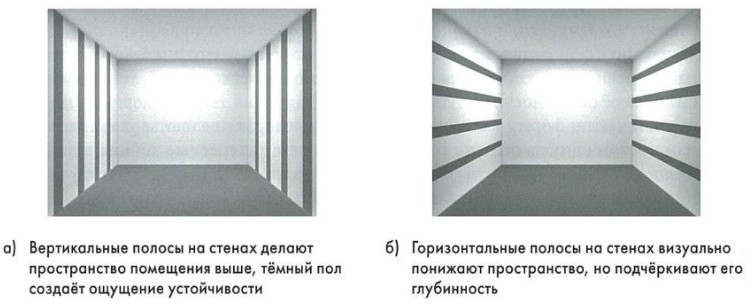 а) Вертикальные полосы на стенах делают
пространство помещения выше, тёмный пол
создаёт ощущение устойчивости
б) Горизонтальные полосы на стенах визуально
понижают пространство, но подчёркивают его
глубинность